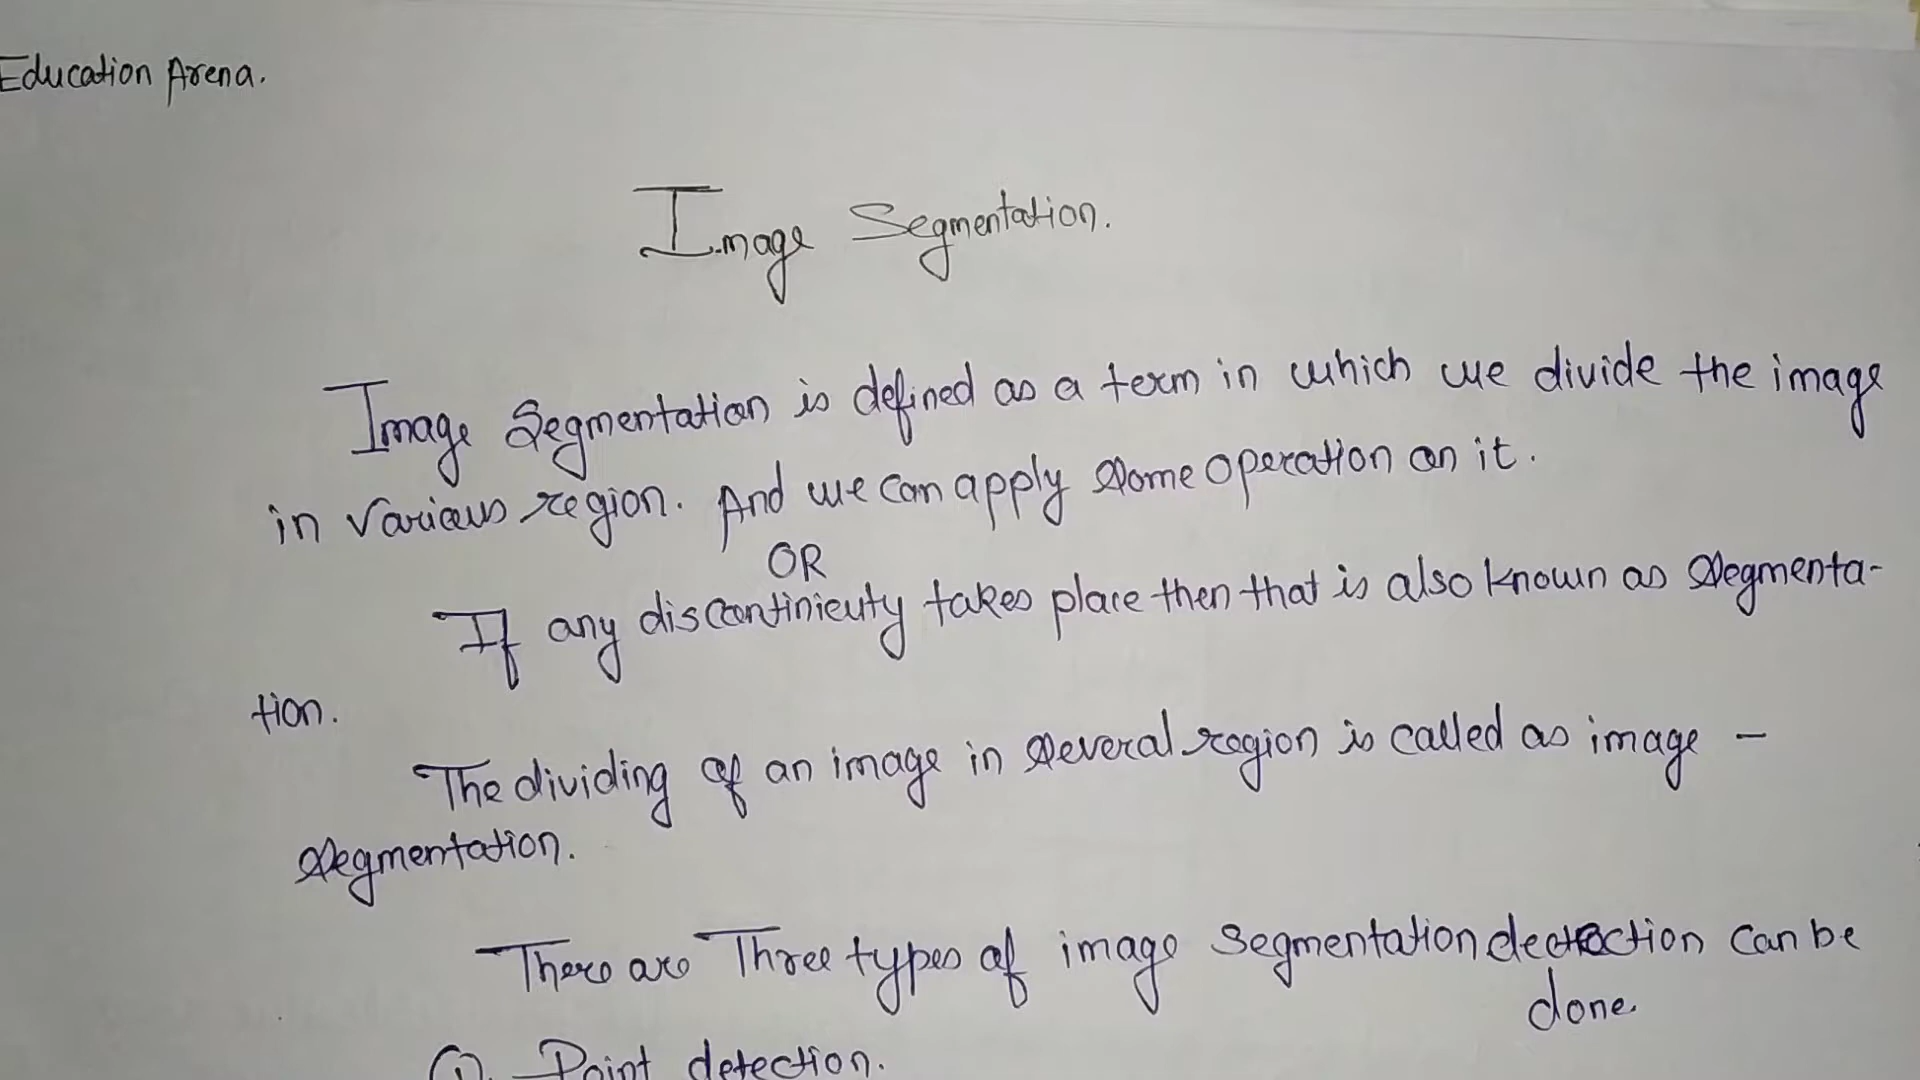 Education Arena.
Image Segmentation.
Image Segmentation is defined as a term in which we divide the image
in various region. And we can apply some operation on it.
OR
If any discontinieuty takes place then that is also known as segmenta-
tion.
The dividing of an image in several region is called as image -
segmentation.
There are Three types of image segmentation dectection can be
done.
① Point detection.